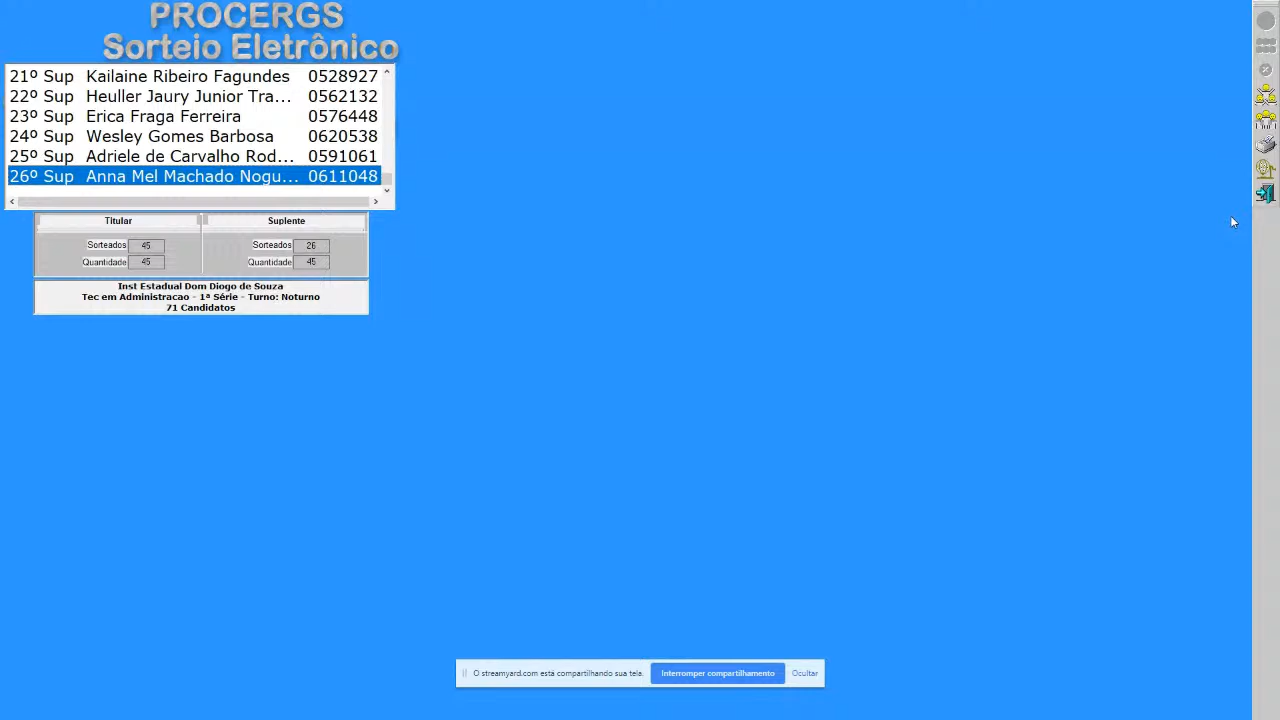 PROCERGS
Sorteio Eletrônico
21º Sup Kailaine Ribeiro Fagundes 0528927
22º Sup Heuller Jaury Junior Tra... 0562132
23º Sup Erica Fraga Ferreira 0576448
24º Sup Wesley Gomes Barbosa 0620538
25º Sup Adriele de Carvalho Rod... 0591061
26º Sup Anna Mel Machado Nogu... 0611048
Titular Suplente
Sorteados 45 Sorteados 26
Quantidade 45 Quantidade 45
Inst Estadual Dom Diogo de Souza
Tec em Administracao - 1ª Série - Turno: Noturno
71 Candidatos
O streamyard.com está compartilhando sua tela. Interromper compartilhamento Ocultar